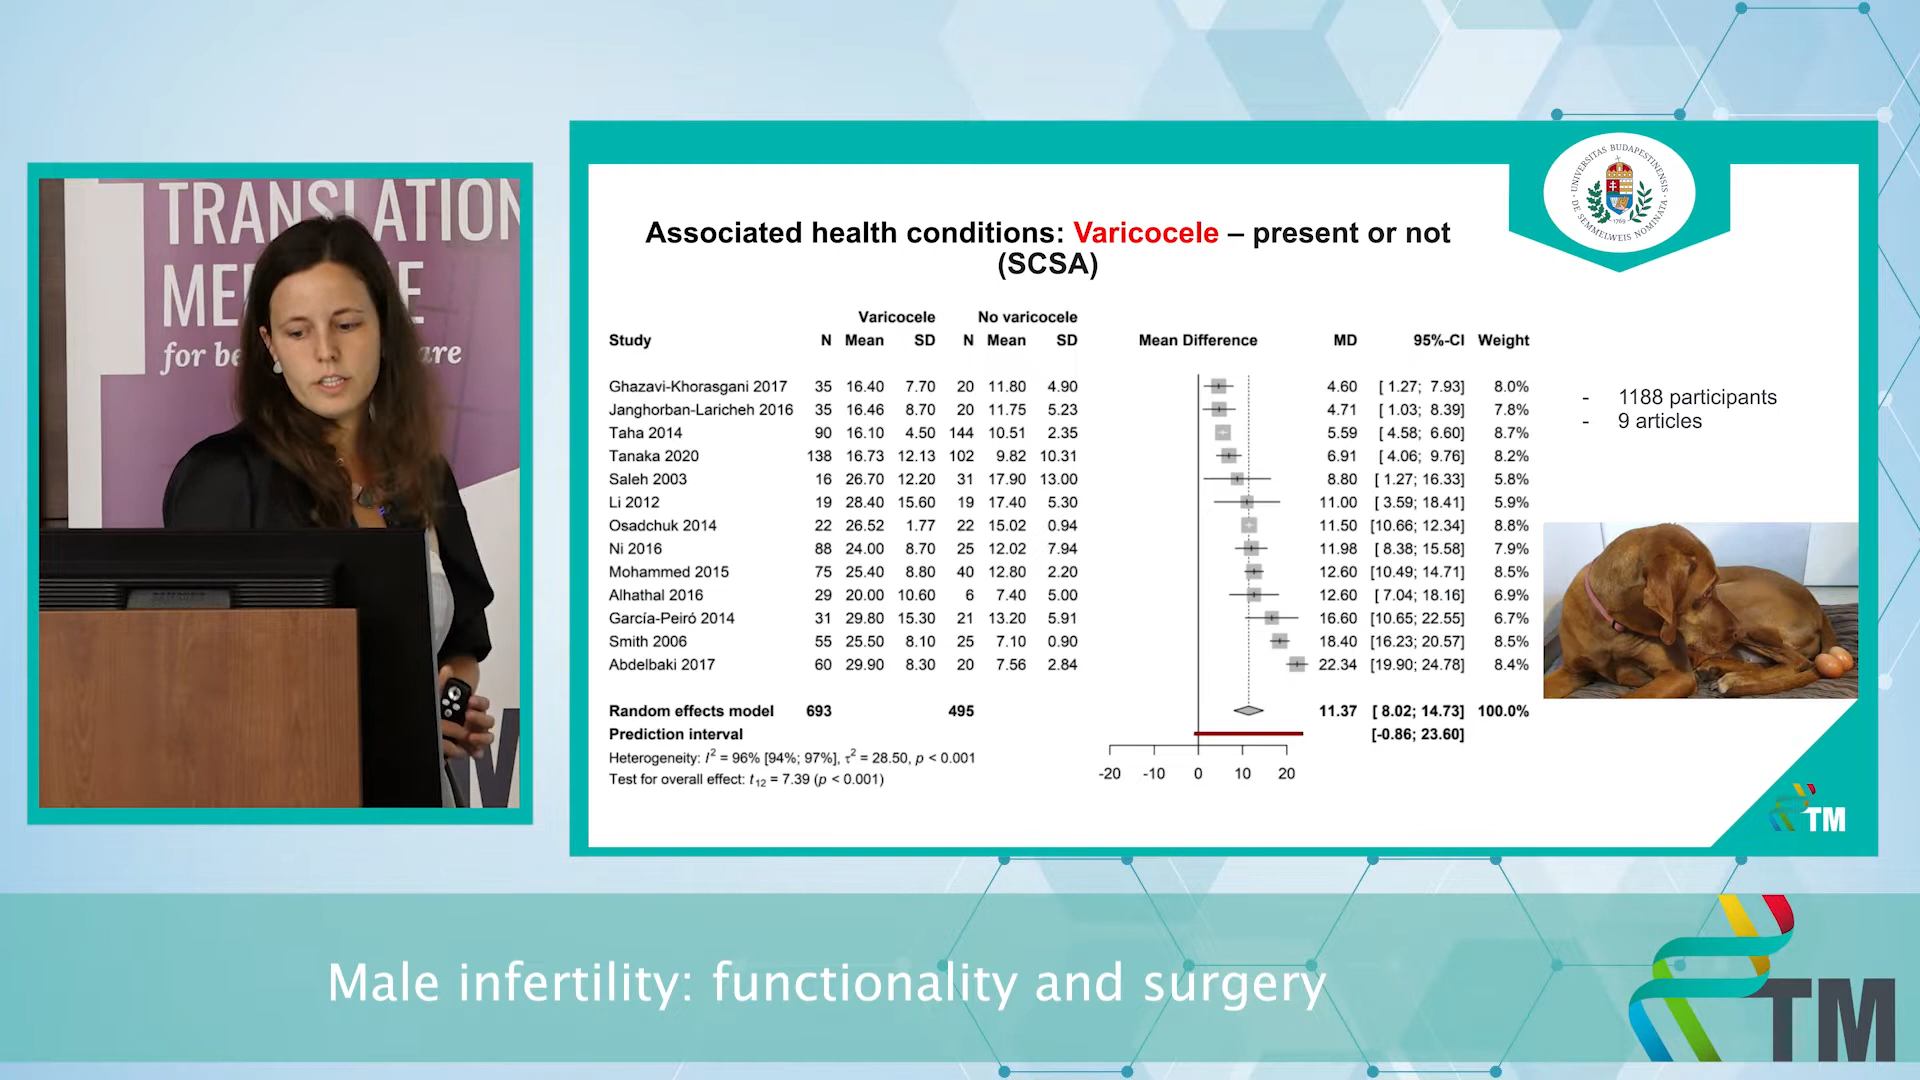 TRANSLATION
for be
are
UNIVERSITAS BUDAPESTINENSIS
DE SEMMELWEIS NOMINATA
1769
Associated health conditions: Varicocele – present or not
(SCSA)
Varicocele No varicocele
Study N Mean SD N Mean SD Mean Difference MD 95%-CI Weight
Ghazavi-Khorasgani 2017 35 16.40 7.70 20 11.80 4.90 4.60 [ 1.27; 7.93] 8.0%
Janghorban-Laricheh 2016 35 16.46 8.70 20 11.75 5.23 4.71 [ 1.03; 8.39] 7.8%
Taha 2014 90 16.10 4.50 144 10.51 2.35 5.59 [ 4.58; 6.60] 8.7%
Tanaka 2020 138 16.73 12.13 102 9.82 10.31 6.91 [ 4.06; 9.76] 8.2%
Saleh 2003 16 26.70 12.20 31 17.90 13.00 8.80 [ 1.27; 16.33] 5.8%
Li 2012 19 28.40 15.60 19 17.40 5.30 11.00 [ 3.59; 18.41] 5.9%
Osadchuk 2014 22 26.52 1.77 22 15.02 0.94 11.50 [10.66; 12.34] 8.8%
Ni 2016 88 24.00 8.70 25 12.02 7.94 11.98 [ 8.38; 15.58] 7.9%
Mohammed 2015 75 25.40 8.80 40 12.80 2.20 12.60 [10.49; 14.71] 8.5%
Alhathal 2016 29 20.00 10.60 6 7.40 5.00 12.60 [ 7.04; 18.16] 6.9%
García-Peiró 2014 31 29.80 15.30 21 13.20 5.91 16.60 [10.65; 22.55] 6.7%
Smith 2006 55 25.50 8.10 25 7.10 0.90 18.40 [16.23; 20.57] 8.5%
Abdelbaki 2017 60 29.90 8.30 20 7.56 2.84 22.34 [19.90; 24.78] 8.4%
Random effects model 693 495 11.37 [ 8.02; 14.73] 100.0%
Prediction interval [-0.86; 23.60]
Heterogeneity: I² = 96% [94%; 97%], τ² = 28.50, p < 0.001
Test for overall effect: t₁₂ = 7.39 (p < 0.001)
-20 -10 0 10 20
- 1188 participants
- 9 articles
TM
Male infertility: functionality and surgery
TM